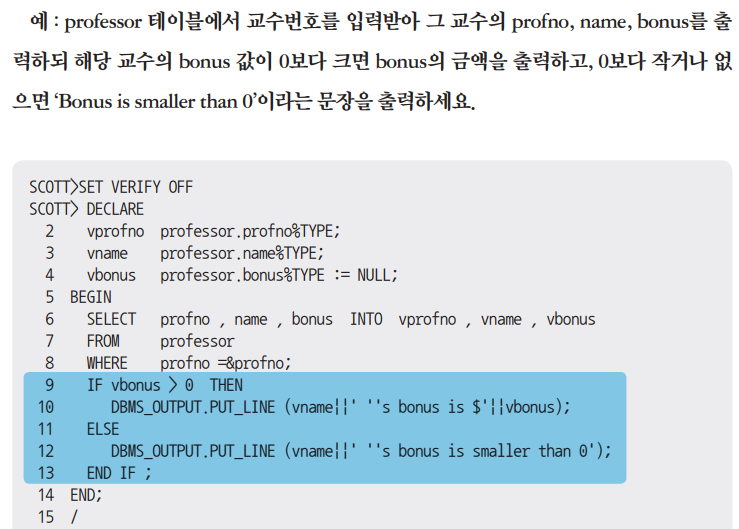 예 : professor 테이블에서 교수번호를 입력받아 그 교수의 profno, name, bonus를 출
력하되 해당 교수의 bonus 값이 0보다 크면 bonus의 금액을 출력하고, 0보다 작거나 없
으면 ‘Bonus is smaller than 0’이라는 문장을 출력하세요.
SCOTT>SET VERIFY OFF
SCOTT> DECLARE
2 vprofno professor.profno%TYPE;
3 vname professor.name%TYPE;
4 vbonus professor.bonus%TYPE := NULL;
5 BEGIN
6 SELECT profno , name , bonus INTO vprofno , vname , vbonus
7 FROM professor
8 WHERE profno =&profno;
9 IF vbonus > 0 THEN
10 DBMS_OUTPUT.PUT_LINE (vname||' ''s bonus is $'||vbonus);
11 ELSE
12 DBMS_OUTPUT.PUT_LINE (vname||' ''s bonus is smaller than 0');
13 END IF ;
14 END;
15 /